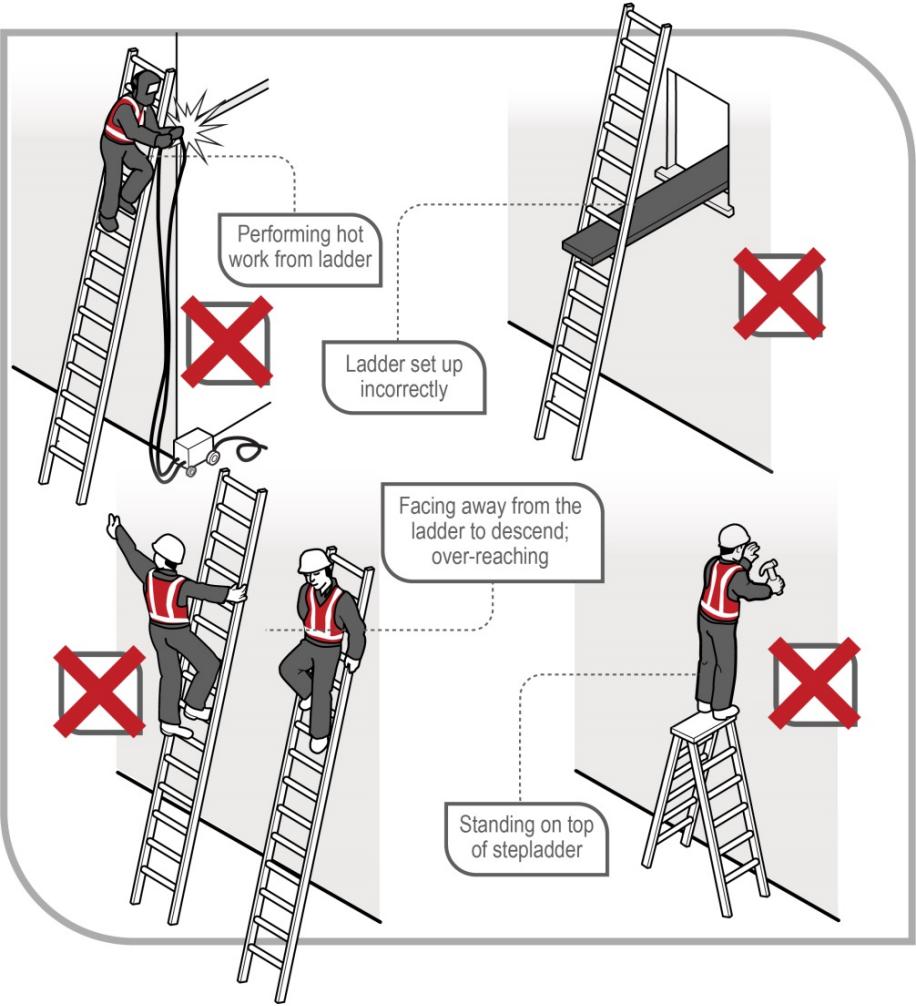 Performing hot
work from ladder
Ladder set up
incorrectly
Facing away from the
ladder to descend;
over-reaching
Standing on top
of stepladder